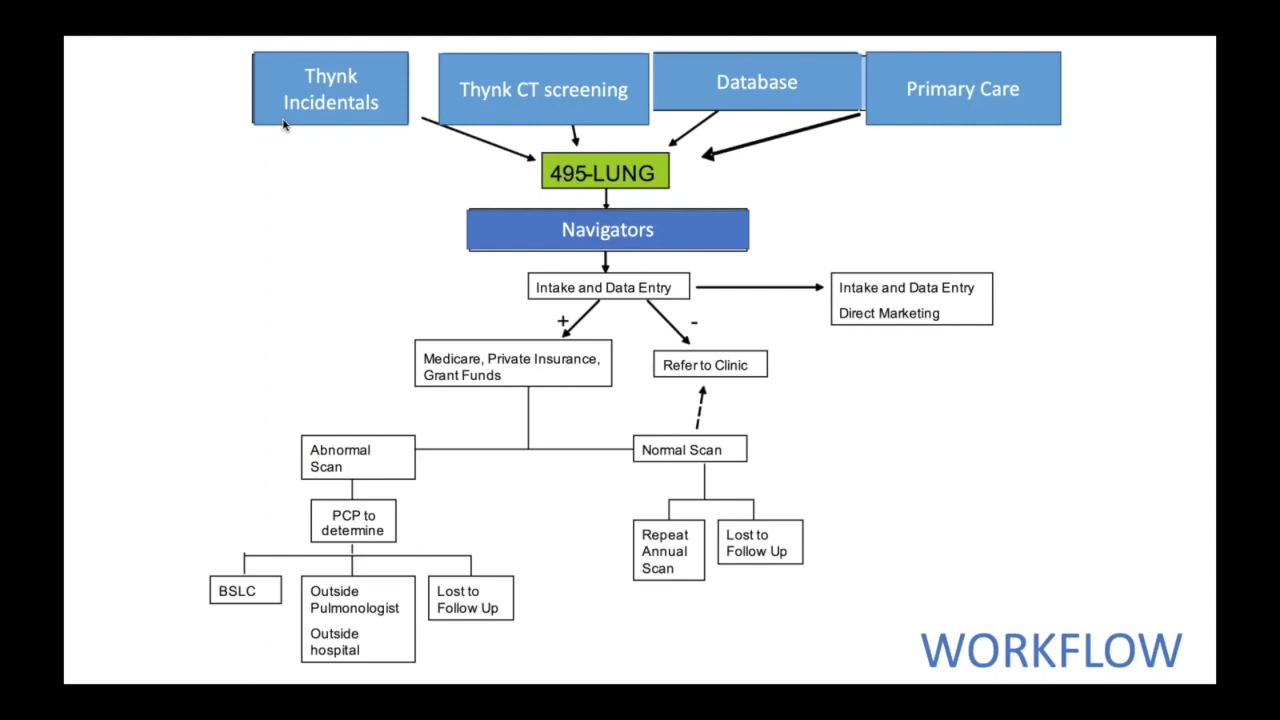 Thynk
Incidentals
Thynk CT screening
Database
Primary Care
495-LUNG
Navigators
Intake and Data Entry
Intake and Data Entry
Direct Marketing
+
-
Medicare, Private Insurance,
Grant Funds
Refer to Clinic
Abnormal
Scan
Normal Scan
PCP to
determine
Repeat
Annual
Scan
Lost to
Follow Up
BSLC
Outside
Pulmonologist
Outside
hospital
Lost to
Follow Up
WORKFLOW